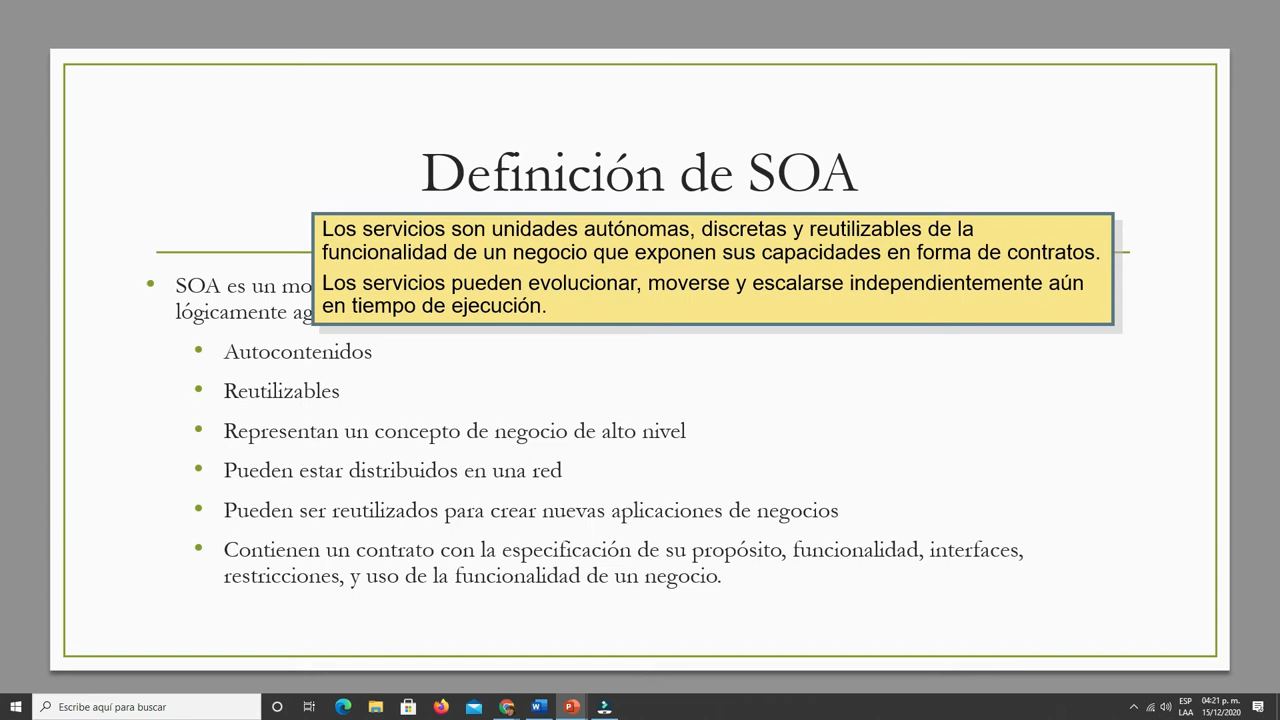 Definición de SOA
Los servicios son unidades autónomas, discretas y reutilizables de la
funcionalidad de un negocio que exponen sus capacidades en forma de contratos.
Los servicios pueden evolucionar, moverse y escalarse independientemente aún
en tiempo de ejecución.
• SOA es un
lógicamente
• Autocontenidos
• Reutilizables
• Representan un concepto de negocio de alto nivel
• Pueden estar distribuidos en una red
• Pueden ser reutilizados para crear nuevas aplicaciones de negocios
• Contienen un contrato con la especificación de su propósito, funcionalidad, interfaces,
restricciones, y uso de la funcionalidad de un negocio.
Escribe aquí para buscar
ESP
LAA
04:21 p. m.
15/12/2020